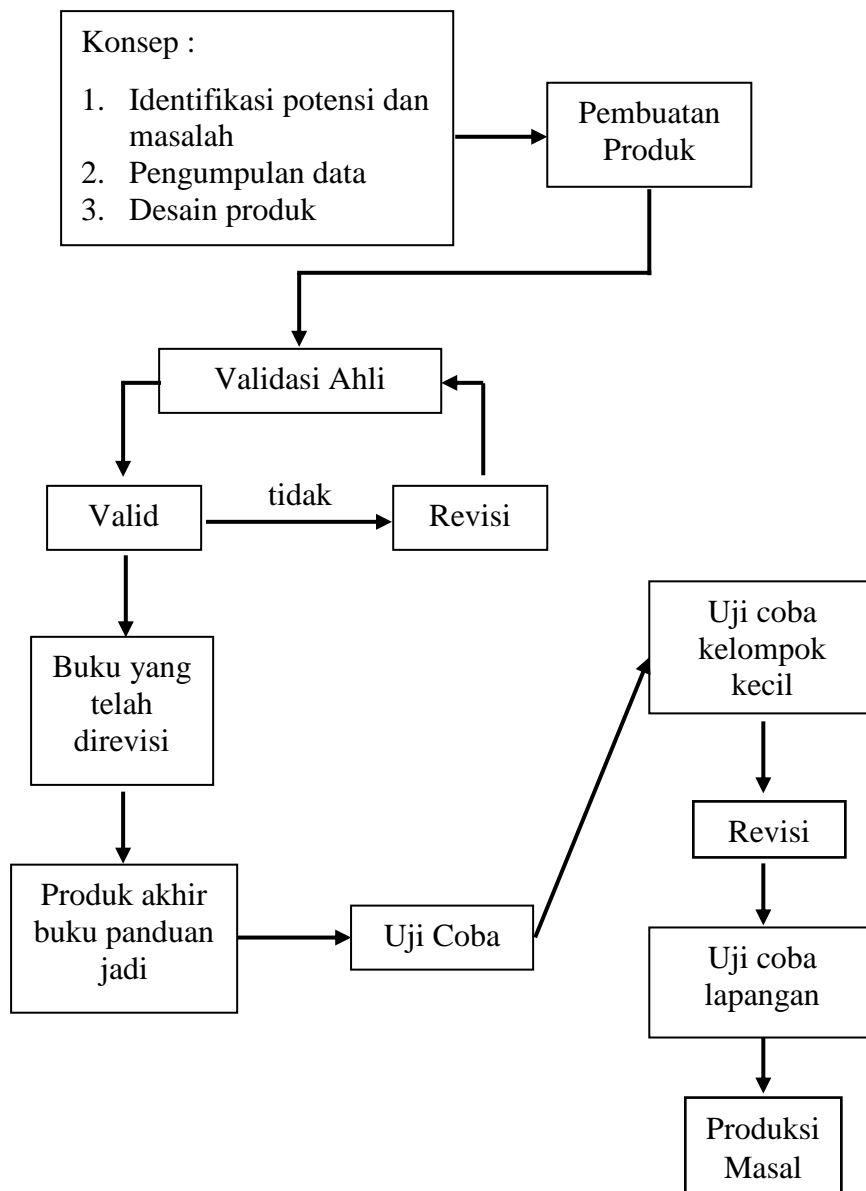 Konsep :
1. Identifikasi potensi dan
masalah
2. Pengumpulan data
3. Desain produk
Pembuatan
Produk
Validasi Ahli
Valid
tidak
Revisi
Buku yang
telah
direvisi
Produk akhir
buku panduan
jadi
Uji Coba
Uji coba
kelompok
kecil
Revisi
Uji coba
lapangan
Produksi
Masal